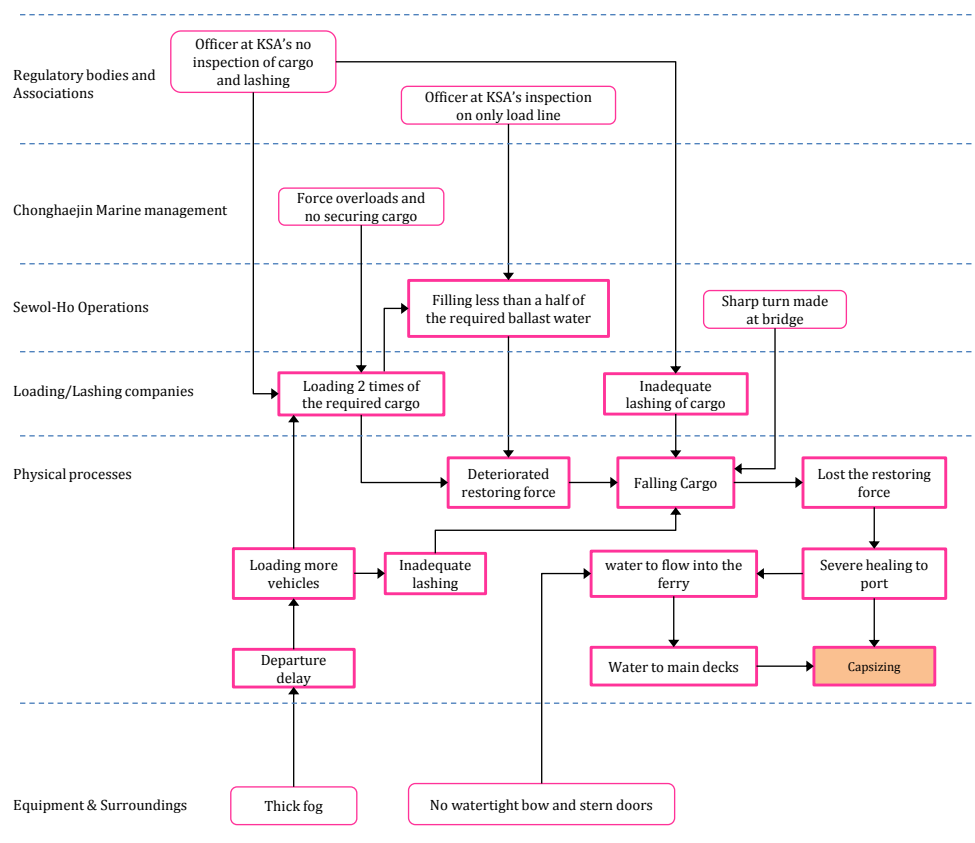 Officer at KSA's no
inspection of cargo
and lashing
Regulatory bodies and
Associations
Officer at KSA's inspection
on only load line
Chonghaejin Marine management
Force overloads and
no securing cargo
Sewol-Ho Operations
Filling less than a half of
the required ballast water
Sharp turn made
at bridge
Loading/Lashing companies
Loading 2 times of
the required cargo
Inadequate
lashing of cargo
Physical processes
Deteriorated
restoring force
Falling Cargo
Lost the restoring
force
Loading more
vehicles
Inadequate
lashing
water to flow into the
ferry
Severe healing to
port
Departure
delay
Water to main decks
Capsizing
Equipment & Surroundings
Thick fog
No watertight bow and stern doors